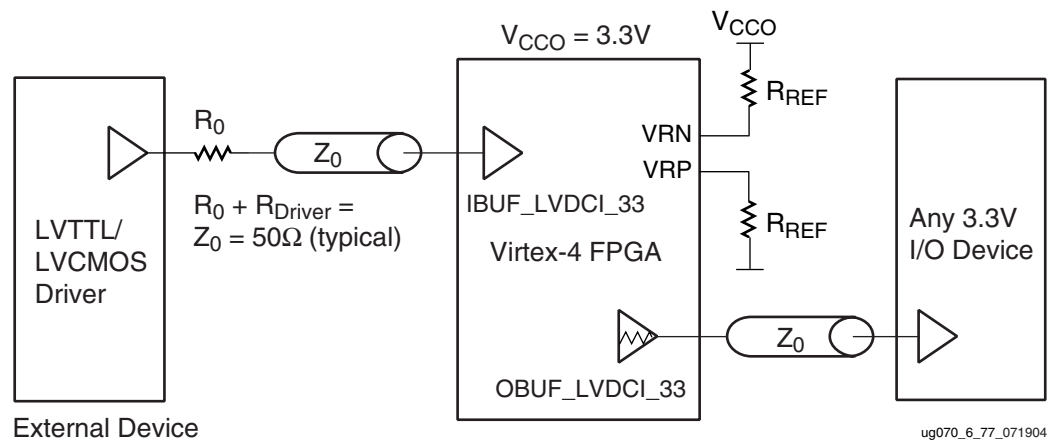 V_CCO = 3.3V
V_CCO
R_REF
R_0
Z_0
VRN
VRP
R_0 + R_Driver =
Z_0 = 50Ω (typical)
IBUF_LVDCI_33
R_REF
LVTTL/
LVCMOS
Driver
Virtex-4 FPGA
Any 3.3V
I/O Device
Z_0
OBUF_LVDCI_33
External Device
ug070_6_77_071904